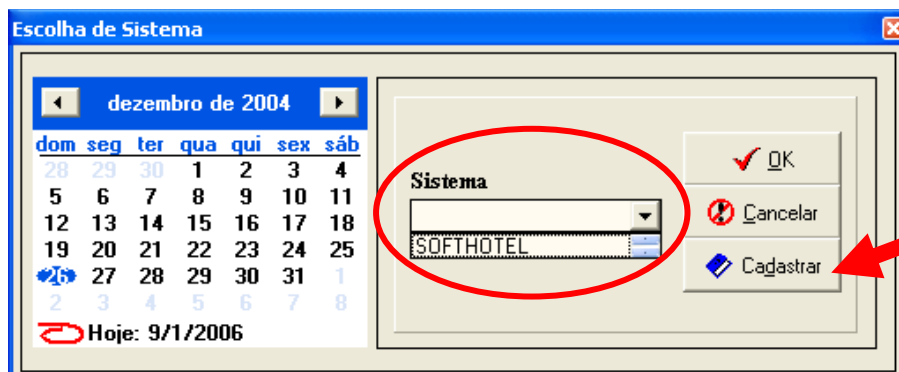 Escolha de Sistema
dezembro de 2004
dom seg ter qua qui sex sáb
28 29 30 1 2 3 4
5 6 7 8 9 10 11
12 13 14 15 16 17 18
19 20 21 22 23 24 25
26 27 28 29 30 31 1
2 3 4 5 6 7 8
Hoje: 9/1/2006
Sistema
SOFTHOTEL
OK
Cancelar
Cadastrar